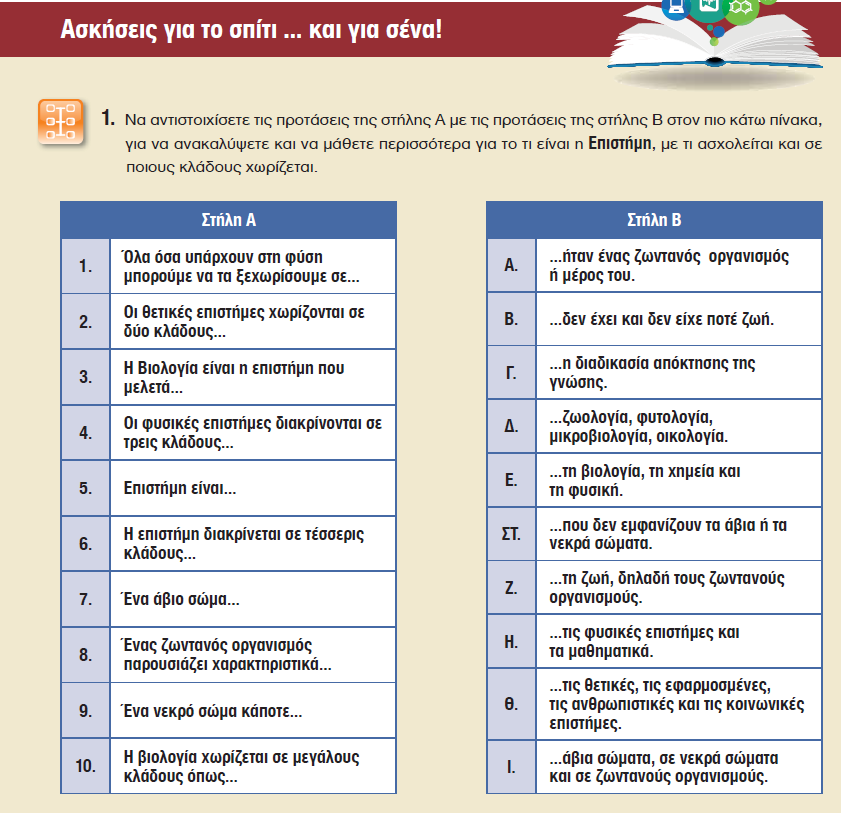 Ασκήσεις για το σπίτι ... και για σένα!
1. Να αντιστοιχίσετε τις προτάσεις της στήλης Α με τις προτάσεις της στήλης Β στον πιο κάτω πίνακα,
για να ανακαλύψετε και να μάθετε περισσότερα για το τι είναι η Επιστήμη, με τι ασχολείται και σε
ποιους κλάδους χωρίζεται.
Στήλη Α
1. Όλα όσα υπάρχουν στη φύση
μπορούμε να τα ξεχωρίσουμε σε...
2. Οι θετικές επιστήμες χωρίζονται σε
δύο κλάδους...
3. Η Βιολογία είναι η επιστήμη που
μελετά...
4. Οι φυσικές επιστήμες διακρίνονται σε
τρεις κλάδους...
5. Επιστήμη είναι...
6. Η επιστήμη διακρίνεται σε τέσσερις
κλάδους...
7. Ένα άβιο σώμα...
8. Ένας ζωντανός οργανισμός
παρουσιάζει χαρακτηριστικά...
9. Ένα νεκρό σώμα κάποτε...
10. Η βιολογία χωρίζεται σε μεγάλους
κλάδους όπως...
Στήλη Β
Α. ...ήταν ένας ζωντανός οργανισμός
ή μέρος του.
Β. ...δεν έχει και δεν είχε ποτέ ζωή.
Γ. ...η διαδικασία απόκτησης της
γνώσης.
Δ. ...ζωολογία, φυτολογία,
μικροβιολογία, οικολογία.
Ε. ...τη βιολογία, τη χημεία και
τη φυσική.
ΣΤ. ...που δεν εμφανίζουν τα άβια ή τα
νεκρά σώματα.
Ζ. ...τη ζωή, δηλαδή τους ζωντανούς
οργανισμούς.
Η. ...τις φυσικές επιστήμες και
τα μαθηματικά.
Θ. ...τις θετικές, τις εφαρμοσμένες,
τις ανθρωπιστικές και τις κοινωνικές
επιστήμες.
Ι. ...άβια σώματα, σε νεκρά σώματα
και σε ζωντανούς οργανισμούς.